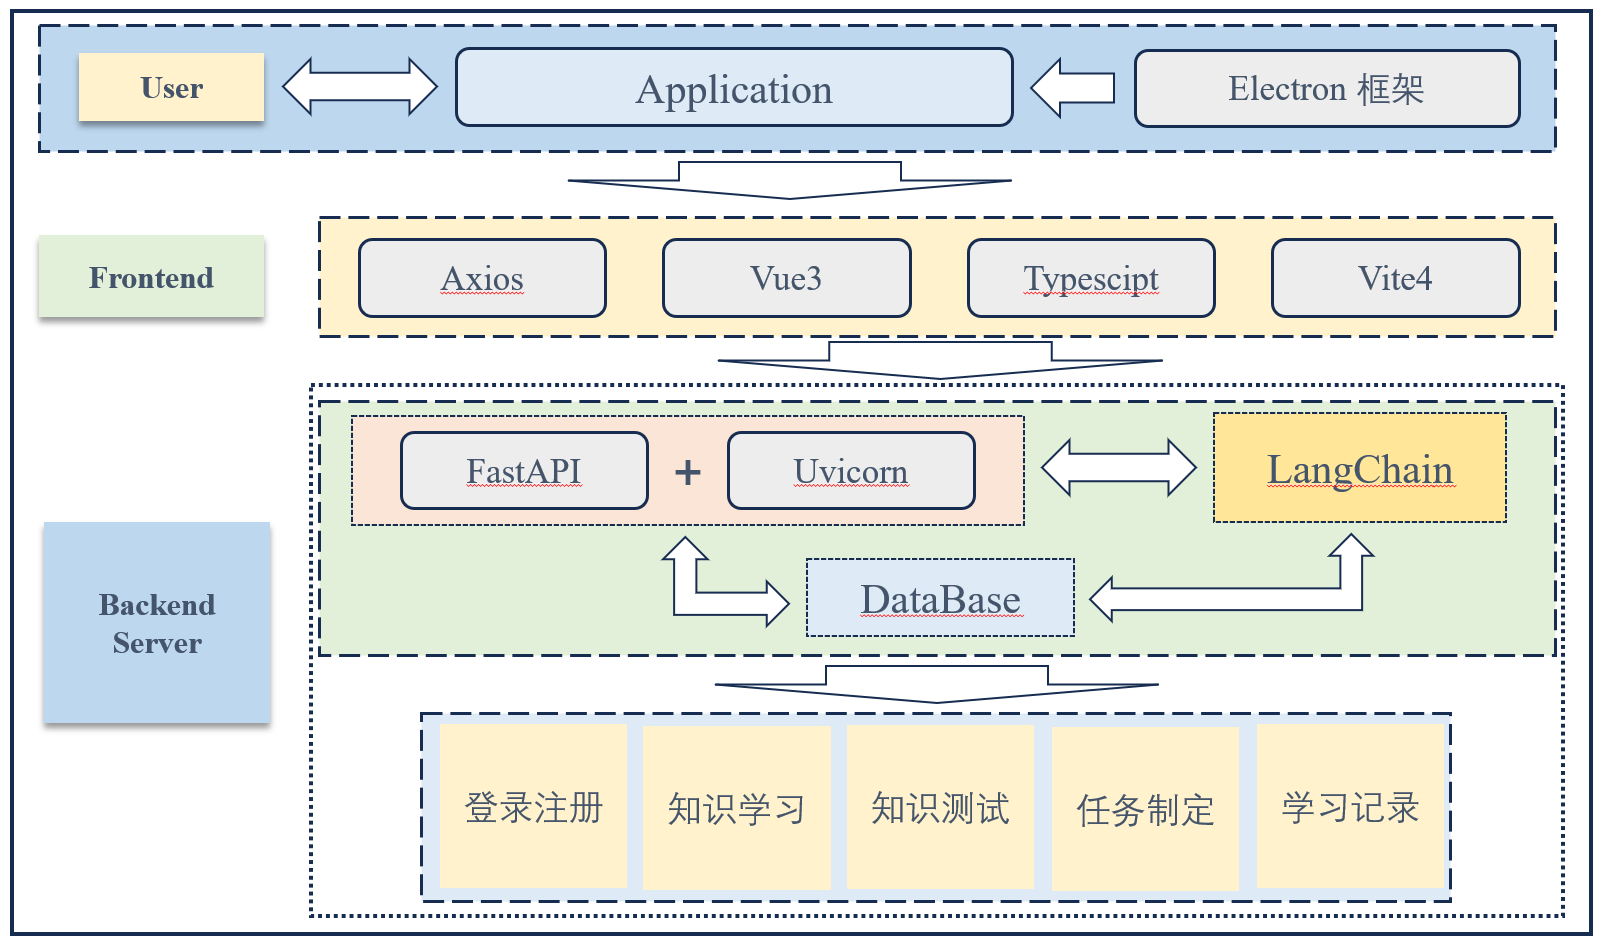 User
Application
Electron 框架
Frontend
Axios
Vue3
Typescipt
Vite4
Backend
Server
FastAPI
+
Uvicorn
LangChain
DataBase
登录注册
知识学习
知识测试
任务制定
学习记录